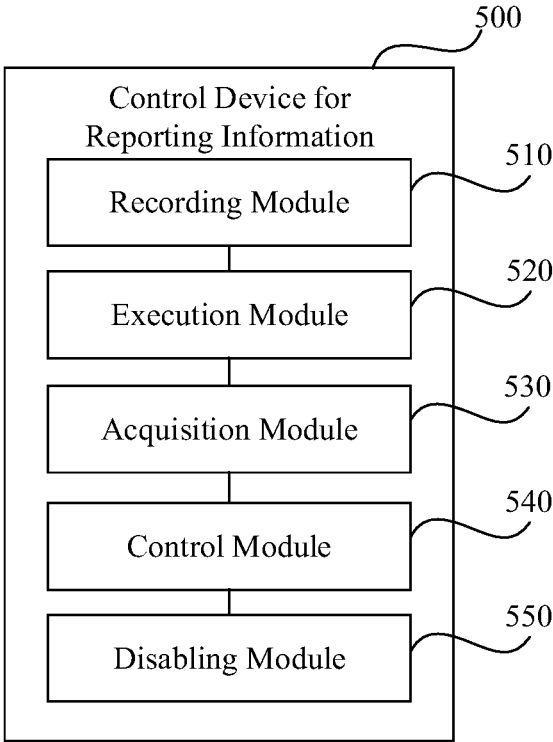 500
Control Device for
Reporting Information
510
Recording Module
520
Execution Module
530
Acquisition Module
540
Control Module
550
Disabling Module